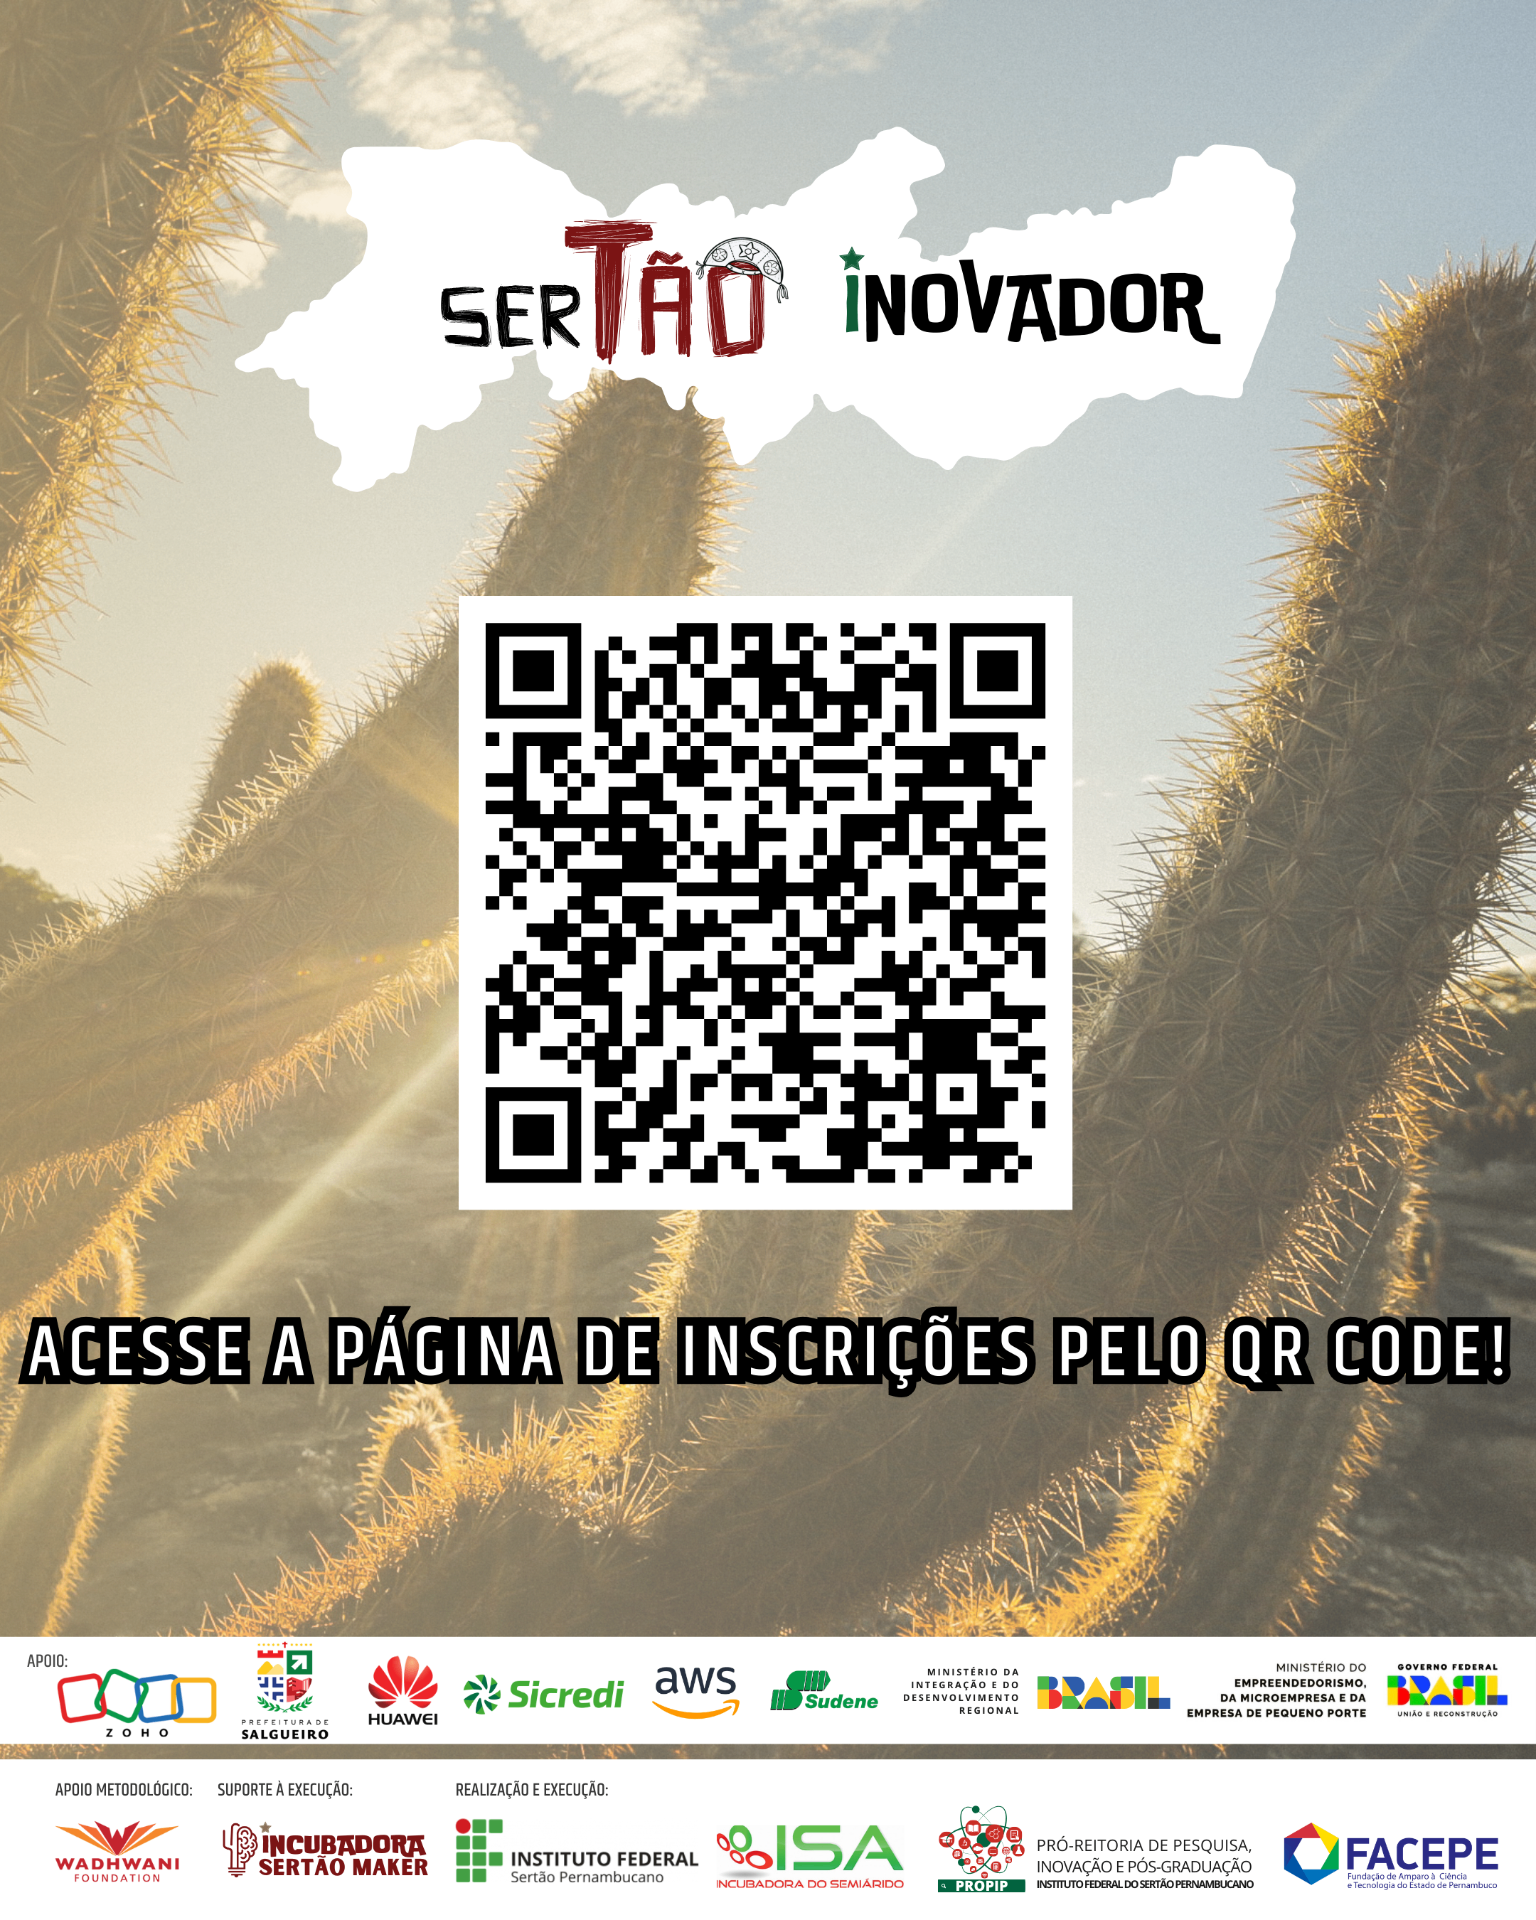 SERTÃO INOVADOR
ACESSE A PÁGINA DE INSCRIÇÕES PELO QR CODE!
APOIO:
ZOHO
PREFEITURA DE
SALGUEIRO
HUAWEI
Sicredi
aws
Sudene
MINISTÉRIO DA
INTEGRAÇÃO E DO
DESENVOLVIMENTO
REGIONAL
BRASIL
MINISTÉRIO DO
EMPREENDEDORISMO,
DA MICROEMPRESA E DA
EMPRESA DE PEQUENO PORTE
GOVERNO FEDERAL
BRASIL
UNIÃO E RECONSTRUÇÃO
APOIO METODOLÓGICO:
WADHWANI
FOUNDATION
SUPORTE À EXECUÇÃO:
INCUBADORA
SERTÃO MAKER
REALIZAÇÃO E EXECUÇÃO:
INSTITUTO FEDERAL
Sertão Pernambucano
ISA
INCUBADORA DO SEMIÁRIDO
PROPIP
PRÓ-REITORIA DE PESQUISA,
INOVAÇÃO E PÓS-GRADUAÇÃO
INSTITUTO FEDERAL DO SERTÃO PERNAMBUCANO
FACEPE
Fundação de Amparo à Ciência
e Tecnologia do Estado de Pernambuco